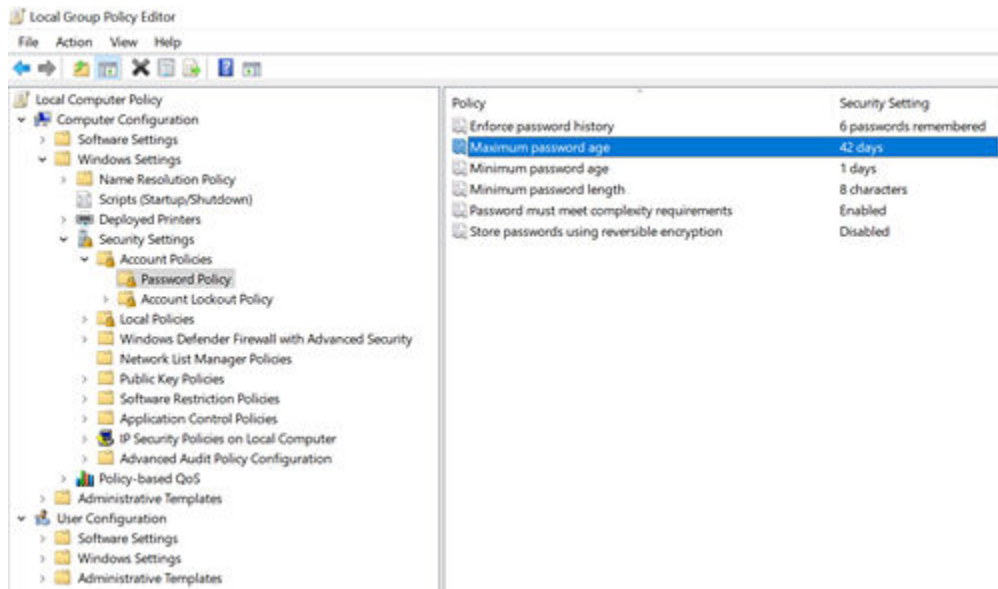 Local Group Policy Editor
File Action View Help
Local Computer Policy
Computer Configuration
Software Settings
Windows Settings
Name Resolution Policy
Scripts (Startup/Shutdown)
Deployed Printers
Security Settings
Account Policies
Password Policy
Account Lockout Policy
Local Policies
Windows Defender Firewall with Advanced Security
Network List Manager Policies
Public Key Policies
Software Restriction Policies
Application Control Policies
IP Security Policies on Local Computer
Advanced Audit Policy Configuration
Policy-based QoS
Administrative Templates
User Configuration
Software Settings
Windows Settings
Administrative Templates
Policy Security Setting
Enforce password history 6 passwords remembered
Maximum password age 42 days
Minimum password age 1 days
Minimum password length 8 characters
Password must meet complexity requirements Enabled
Store passwords using reversible encryption Disabled